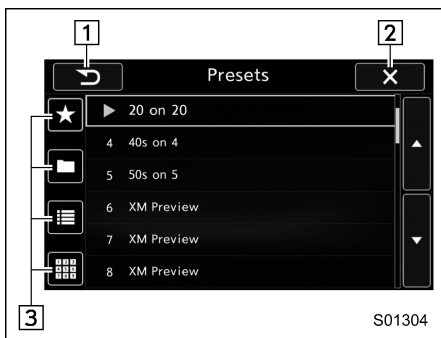 1
2
Presets
20 on 20
4 40s on 4
5 50s on 5
6 XM Preview
7 XM Preview
8 XM Preview
3
S01304